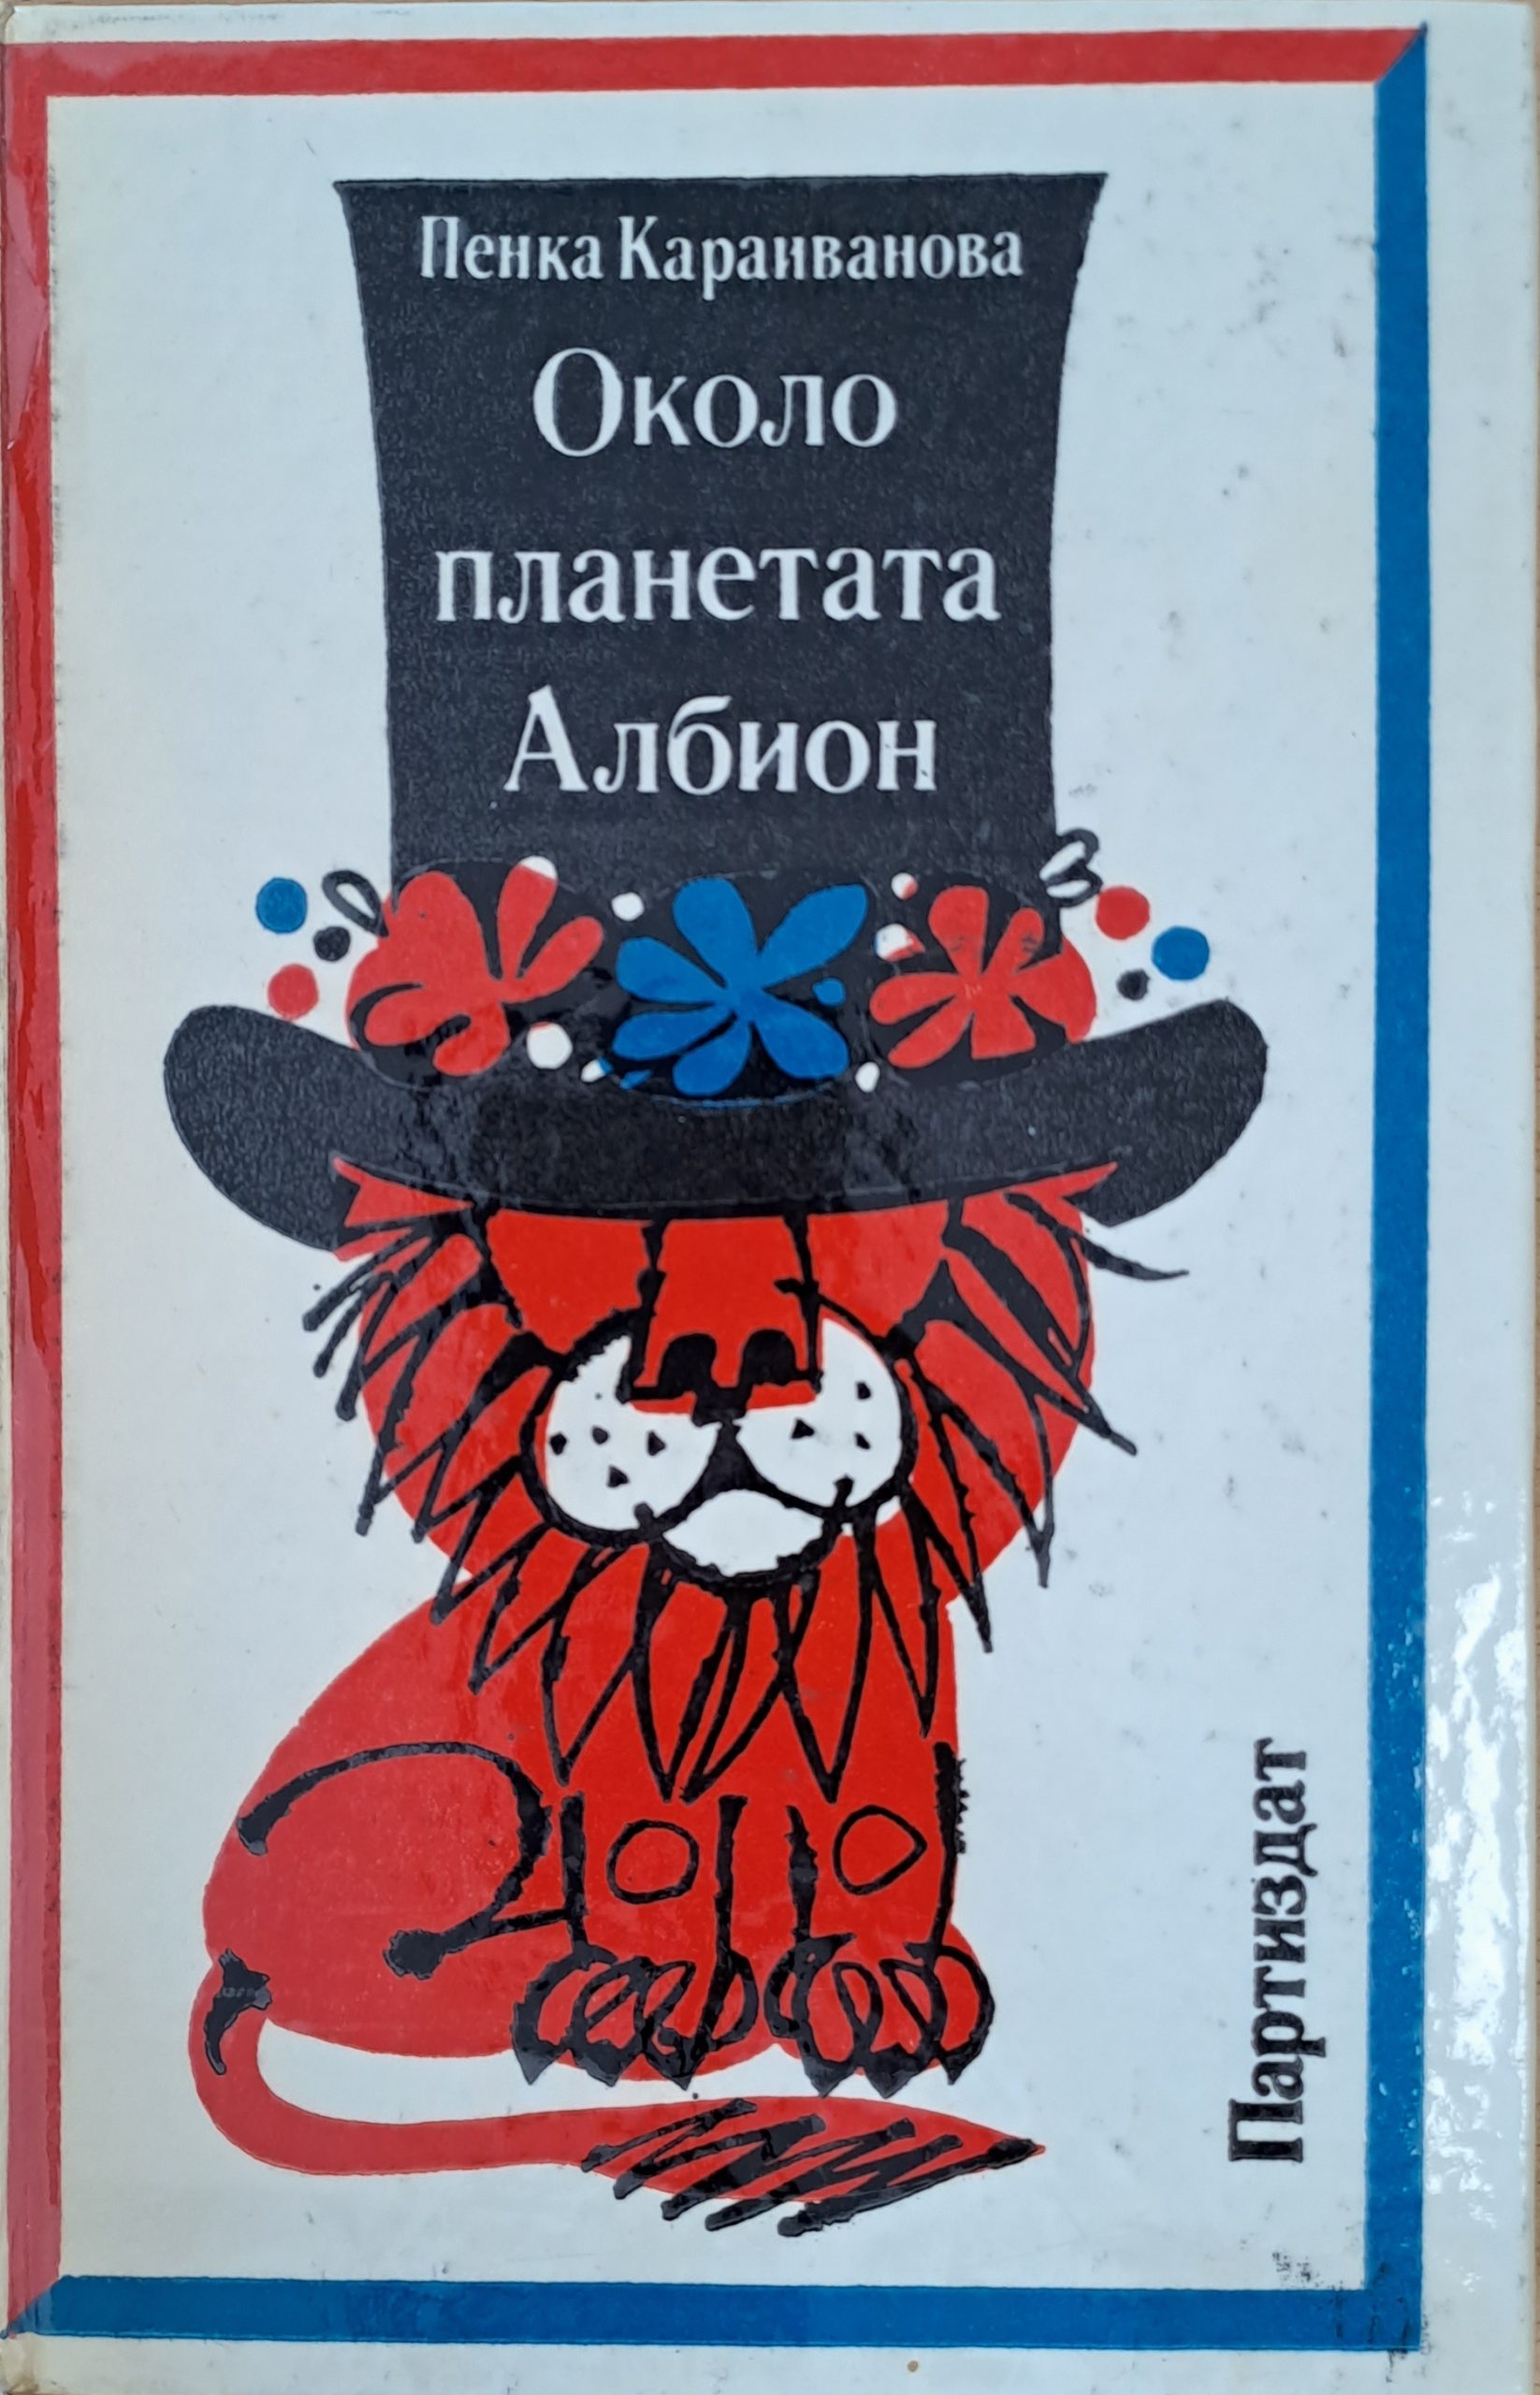 Пенка Караиванова
Около
планетата
Албион
Партиздат